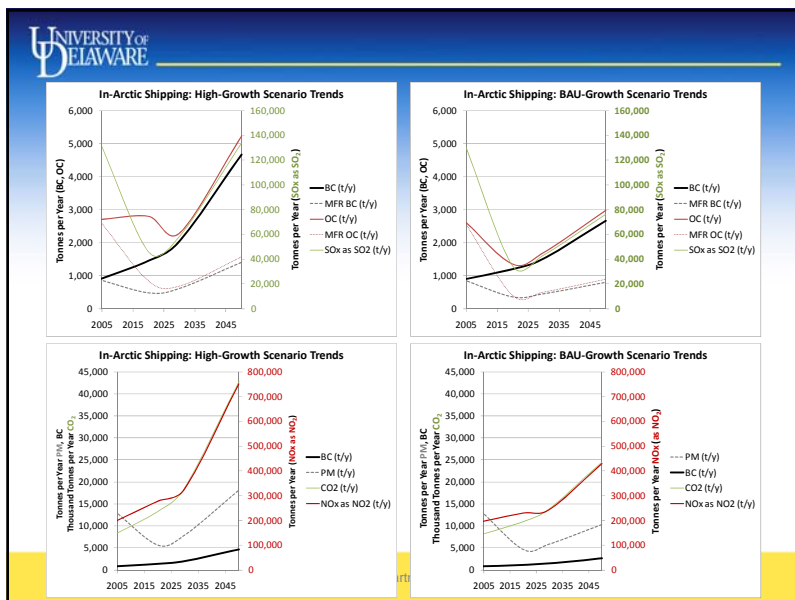 UNIVERSITY OF
DELAWARE
In-Arctic Shipping: High-Growth Scenario Trends
6,000
5,000
4,000
3,000
2,000
1,000
0
Tonnes per Year (BC, OC)
160,000
140,000
120,000
100,000
80,000
60,000
40,000
20,000
0
Tonnes per Year (SOx as SO2)
2005 2015 2025 2035 2045
BC (t/y)
MFR BC (t/y)
OC (t/y)
MFR OC (t/y)
SOx as SO2 (t/y)
In-Arctic Shipping: BAU-Growth Scenario Trends
6,000
5,000
4,000
3,000
2,000
1,000
0
Tonnes per Year (BC, OC)
160,000
140,000
120,000
100,000
80,000
60,000
40,000
20,000
0
Tonnes per Year (SOx as SO2)
2005 2015 2025 2035 2045
BC (t/y)
MFR BC (t/y)
OC (t/y)
MFR OC (t/y)
SOx as SO2 (t/y)
In-Arctic Shipping: High-Growth Scenario Trends
45,000
40,000
35,000
30,000
25,000
20,000
15,000
10,000
5,000
0
Tonnes per Year PM, BC
Thousand Tonnes per Year CO2
800,000
700,000
600,000
500,000
400,000
300,000
200,000
100,000
0
Tonnes per Year (NOx as NO2)
2005 2015 2025 2035 2045
BC (t/y)
PM (t/y)
CO2 (t/y)
NOx as NO2 (t/y)
In-Arctic Shipping: BAU-Growth Scenario Trends
45,000
40,000
35,000
30,000
25,000
20,000
15,000
10,000
5,000
0
Tonnes per Year PM, BC
Thousand Tonnes per Year CO2
800,000
700,000
600,000
500,000
400,000
300,000
200,000
100,000
0
Tonnes per Year NOx (as NO2)
2005 2015 2025 2035 2045
PM (t/y)
BC (t/y)
CO2 (t/y)
NOx as NO2 (t/y)